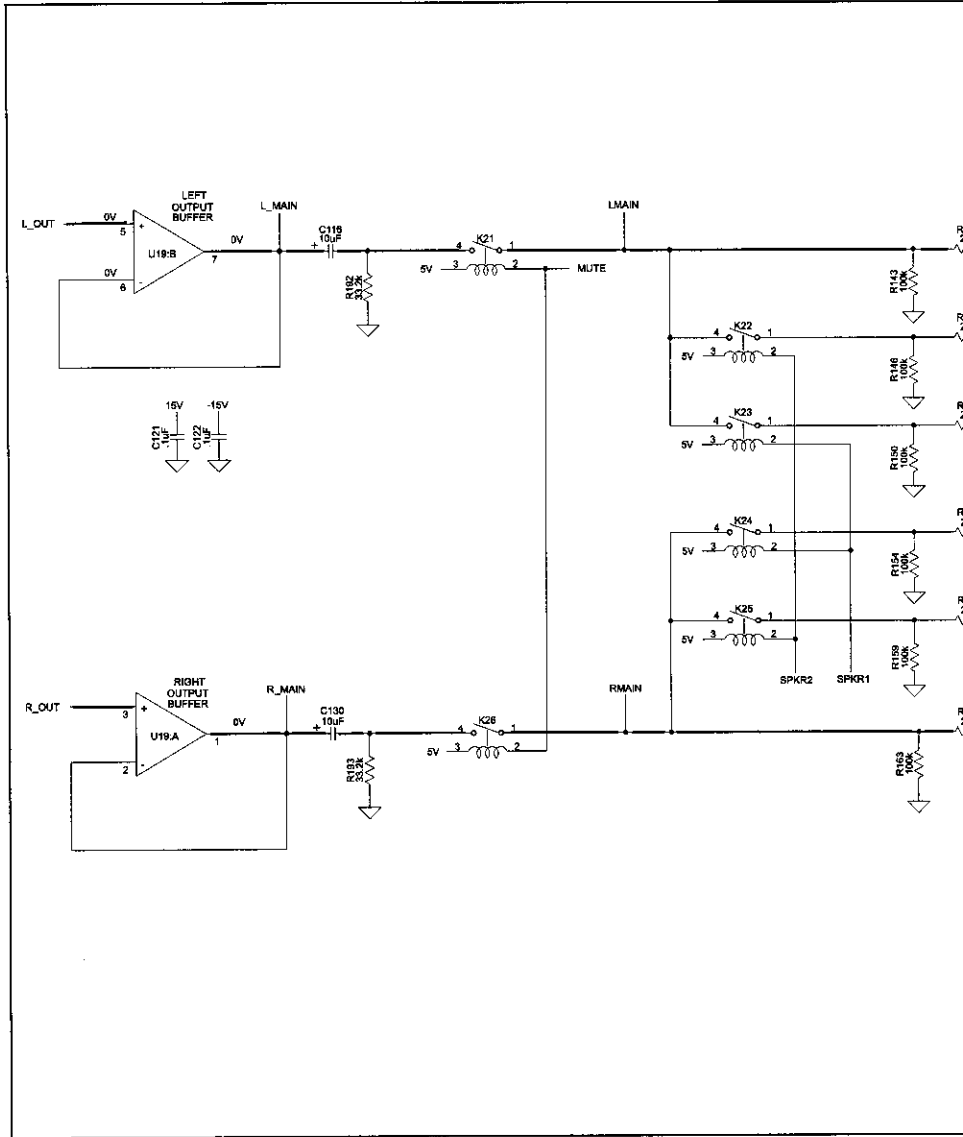 LEFT
OUTPUT
BUFFER
L_MAIN
LMAIN
L_OUT
0V
5
+
U19:B
7
0V
+
C116
10uF
4
K21
1
5V
3
2
MUTE
R192
33.2k
0V
6
-
R143
100k
R
4
K22
1
5V
3
2
R146
100k
R
15V
-15V
C121
.1uF
C122
.1uF
4
K23
1
5V
3
2
R150
100k
R
4
K24
1
5V
3
2
R154
100k
R
4
K25
1
5V
3
2
R159
100k
R
SPKR2
SPKR1
RIGHT
OUTPUT
BUFFER
R_MAIN
RMAIN
R_OUT
3
+
U19:A
1
0V
2
-
+
C130
10uF
4
K26
1
5V
3
2
R193
33.2k
R163
100k
R